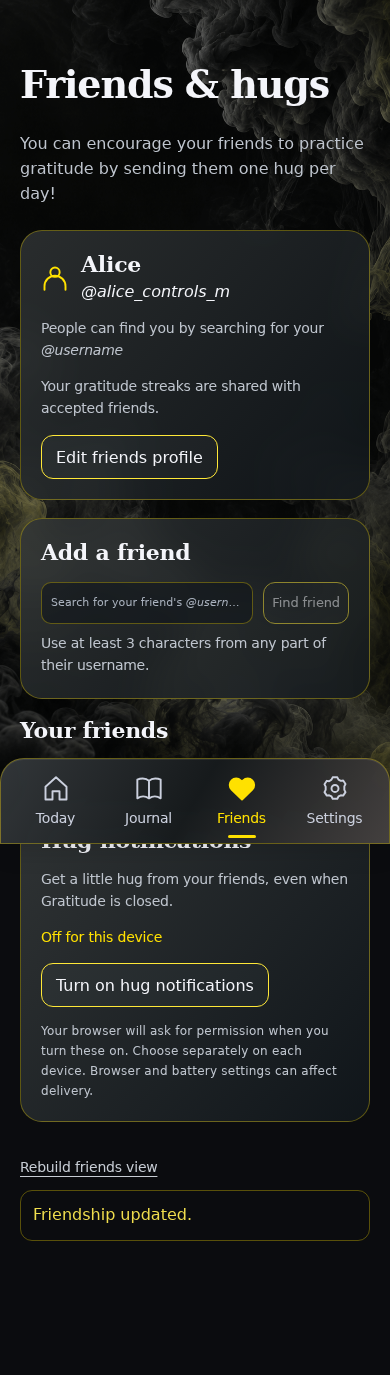 Friends & hugs
You can encourage your friends to practice
gratitude by sending them one hug per
day!
Alice
@alice_controls_m
People can find you by searching for your
@username
Your gratitude streaks are shared with
accepted friends.
Edit friends profile
Add a friend
Search for your friend's @usern...
Find friend
Use at least 3 characters from any part of
their username.
Your friends
Today
Journal
Friends
Settings
Hug notifications
Get a little hug from your friends, even when
Gratitude is closed.
Off for this device
Turn on hug notifications
Your browser will ask for permission when you
turn these on. Choose separately on each
device. Browser and battery settings can affect
delivery.
Rebuild friends view
Friendship updated.